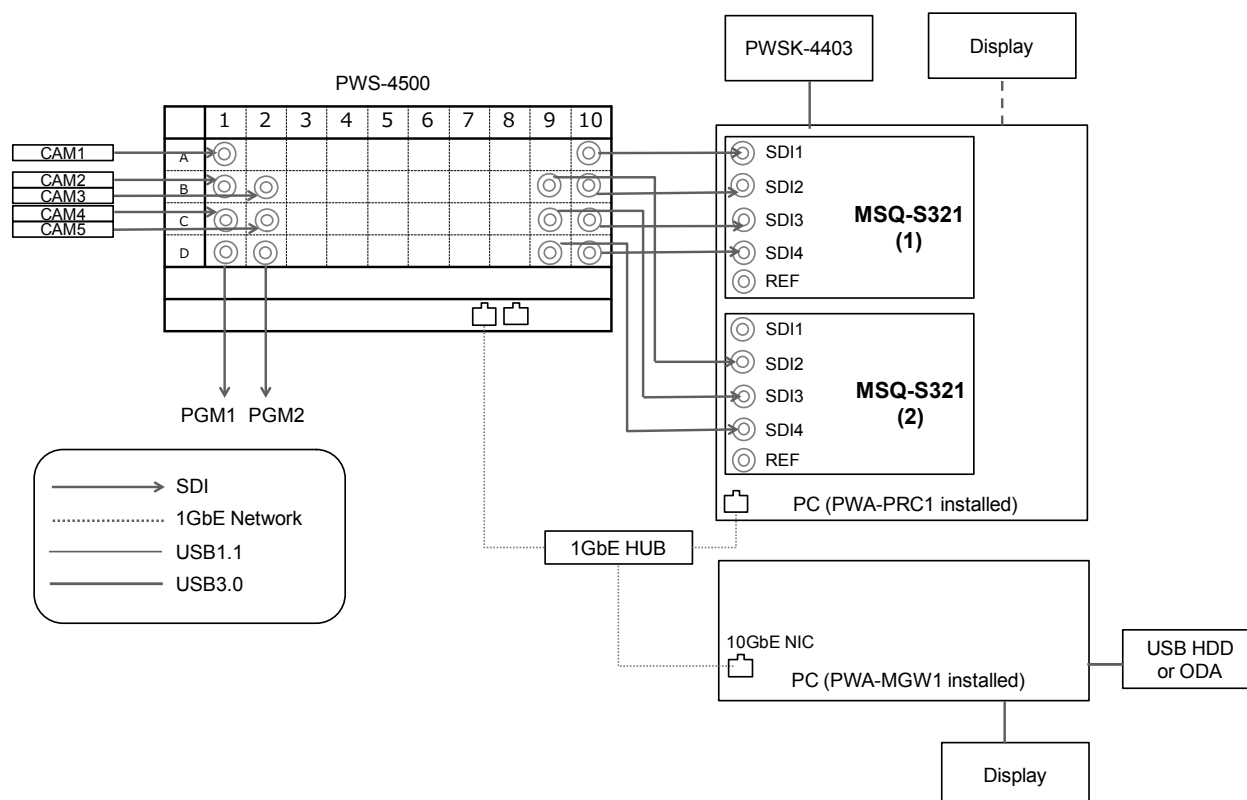 PWSK-4403
Display
PWS-4500
1 2 3 4 5 6 7 8 9 10
A
B
C
D
CAM1
CAM2
CAM3
CAM4
CAM5
SDI1
SDI2
SDI3
SDI4
REF
MSQ-S321
(1)
SDI1
SDI2
SDI3
SDI4
REF
MSQ-S321
(2)
PC (PWA-PRC1 installed)
PGM1 PGM2
SDI
1GbE Network
USB1.1
USB3.0
1GbE HUB
10GbE NIC
PC (PWA-MGW1 installed)
USB HDD
or ODA
Display